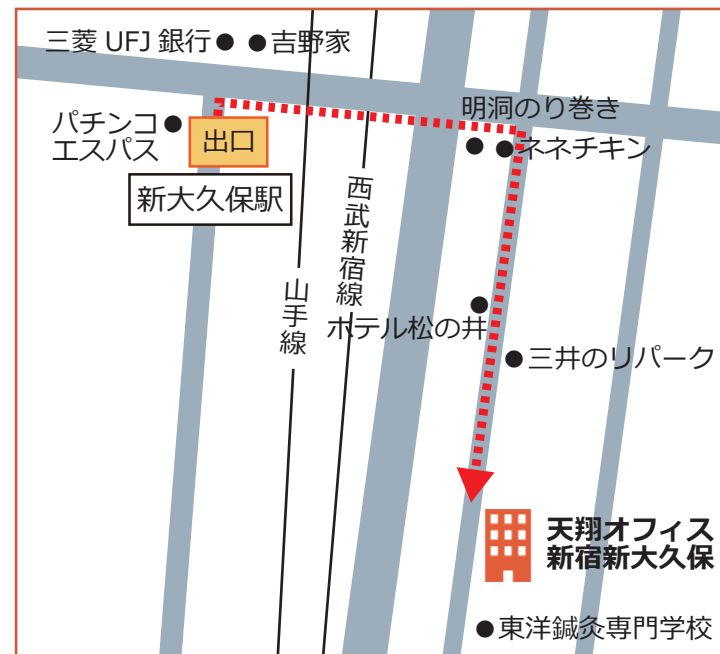 三菱 UFJ 銀行
吉野家
明洞のり巻き
パチンコ
エスパス
出口
ネネチキン
新大久保駅
西武新宿線
山手線
ホテル松の井
三井のリパーク
天翔オフィス
新宿新大久保
東洋鍼灸専門学校